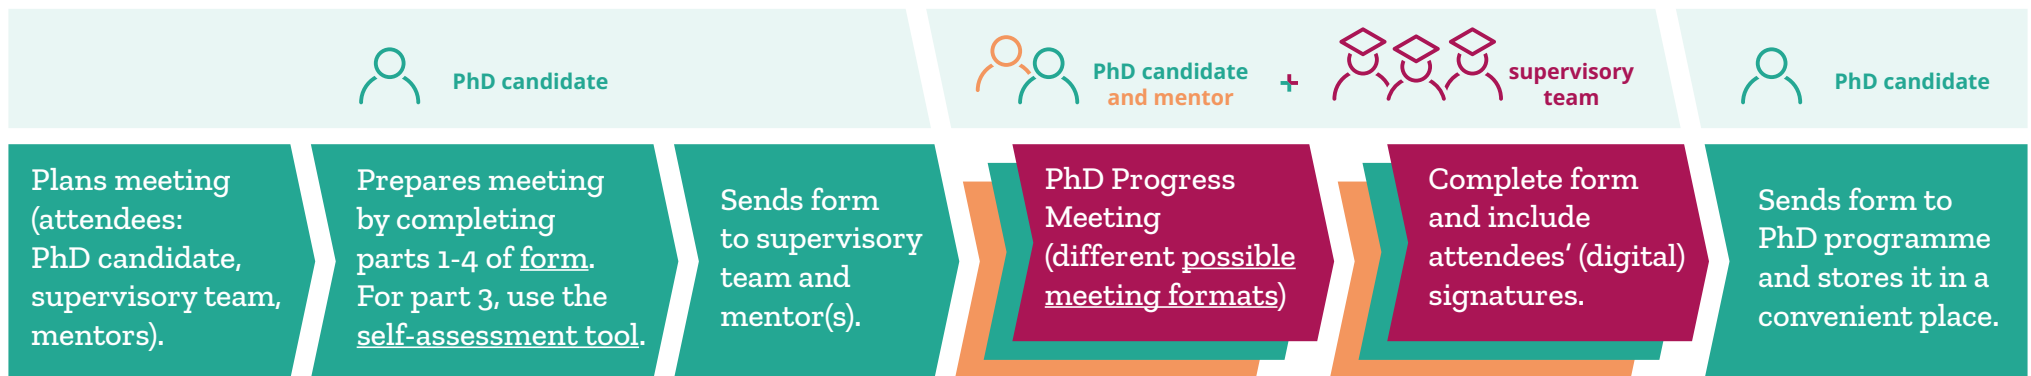 PhD candidate
PhD candidate
and mentor
+
supervisory
team
PhD candidate
Plans meeting
(attendees:
PhD candidate,
supervisory team,
mentors).
Prepares meeting
by completing
parts 1-4 of form.
For part 3, use the
self-assessment tool.
Sends form
to supervisory
team and
mentor(s).
PhD Progress
Meeting
(different possible
meeting formats)
Complete form
and include
attendees’ (digital)
signatures.
Sends form to
PhD programme
and stores it in a
convenient place.